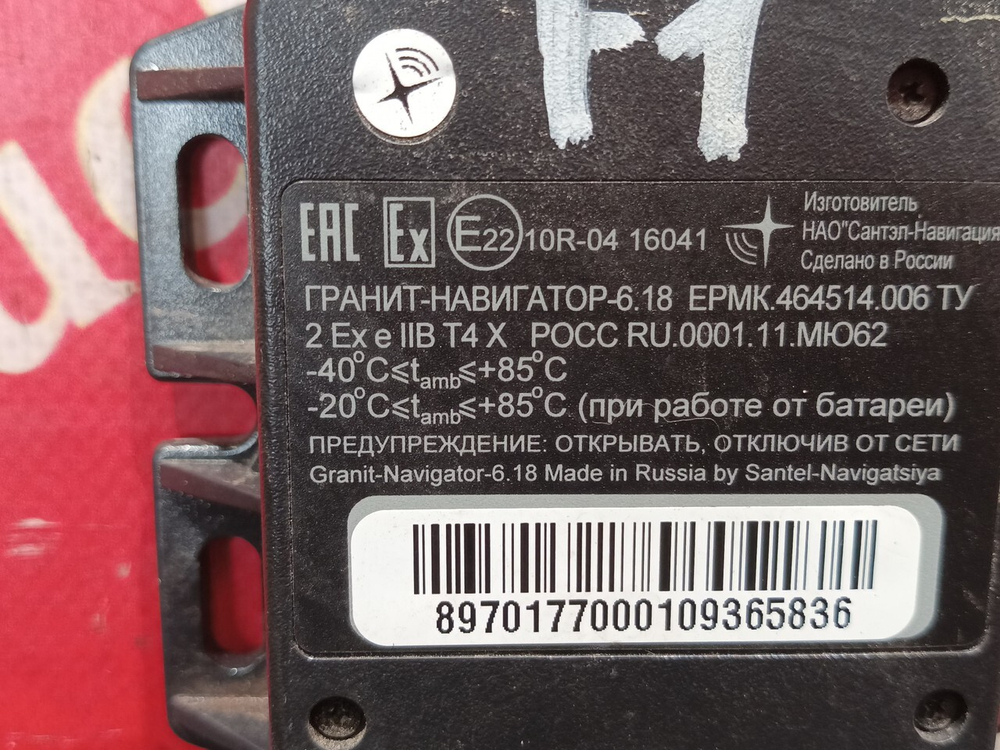 ЕАС Ex E22 10R-04 16041
Изготовитель
НАО"Сантэл-Навигация
Сделано в России
ГРАНИТ-НАВИГАТОР-6.18 ЕРМК.464514.006 ТУ
2 Ex e IIB T4 X РОСС RU.0001.11.МЮ62
-40°C≤tamb≤+85°C
-20°C≤tamb≤+85°C (при работе от батареи)
ПРЕДУПРЕЖДЕНИЕ: ОТКРЫВАТЬ, ОТКЛЮЧИВ ОТ СЕТИ
Granit-Navigator-6.18 Made in Russia by Santel-Navigatsiya
8970177000109365836